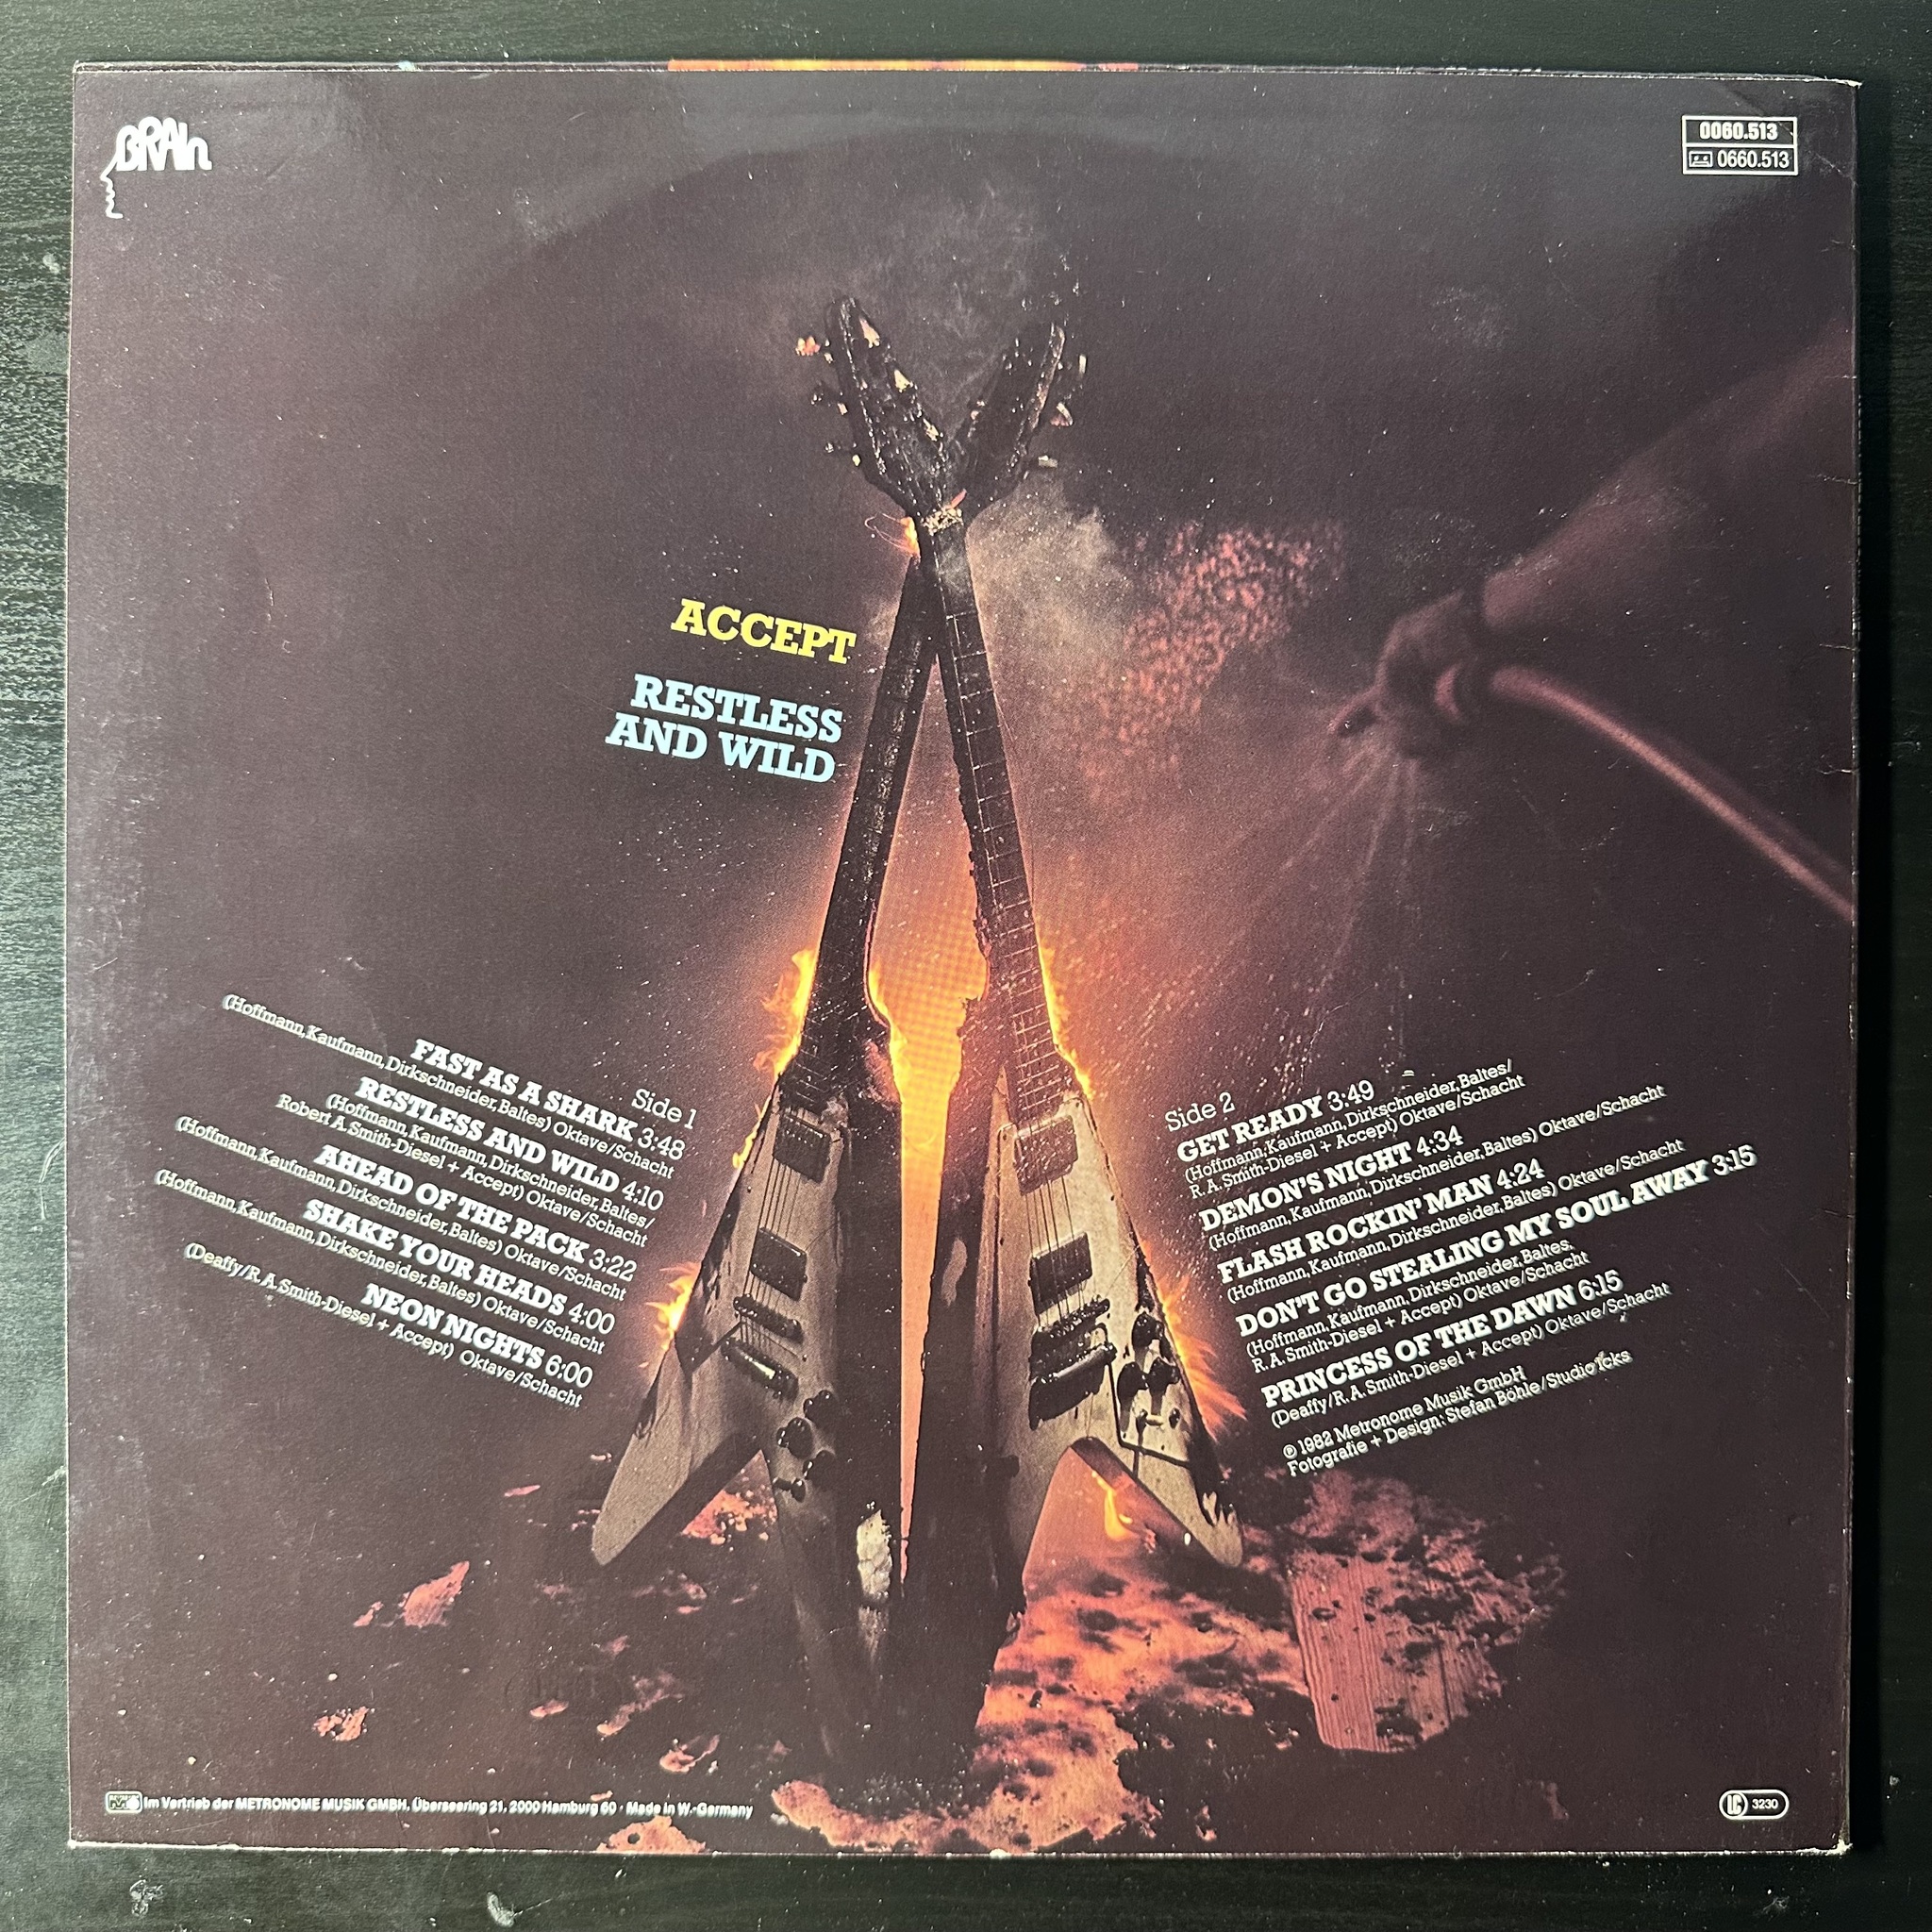 BRAIN
0060.513
0660.513
ACCEPT
RESTLESS
AND WILD
Side 1
FAST AS A SHARK 3:48
(Hoffmann, Kaufmann, Dirkschneider, Baltes) Oktave/Schacht
RESTLESS AND WILD 4:10
(Hoffmann, Kaufmann, Dirkschneider, Baltes/
Robert A. Smith-Diesel + Accept) Oktave/Schacht
AHEAD OF THE PACK 3:22
(Hoffmann, Kaufmann, Dirkschneider, Baltes) Oktave/Schacht
SHAKE YOUR HEADS 4:00
(Hoffmann, Kaufmann, Dirkschneider, Baltes) Oktave/Schacht
NEON NIGHTS 6:00
(Deaffy/R. A. Smith-Diesel + Accept) Oktave/Schacht
Side 2
GET READY 3:49
(Hoffmann, Kaufmann, Dirkschneider, Baltes/
R. A. Smith-Diesel + Accept) Oktave/Schacht
DEMON'S NIGHT 4:34
(Hoffmann, Kaufmann, Dirkschneider, Baltes) Oktave/Schacht
FLASH ROCKIN' MAN 4:24
(Hoffmann, Kaufmann, Dirkschneider, Baltes) Oktave/Schacht
DON'T GO STEALING MY SOUL AWAY 3:15
(Hoffmann, Kaufmann, Dirkschneider, Baltes,
R. A. Smith-Diesel + Accept) Oktave/Schacht
PRINCESS OF THE DAWN 6:15
(Deaffy/R. A. Smith-Diesel + Accept) Oktave/Schacht
℗ 1982 Metronome Musik GmbH
Fotografie + Design: Stefan Böhle/Studio Icks
Im Vertrieb der METRONOME MUSIK GMBH, Überseering 21, 2000 Hamburg 60 · Made in W.-Germany
LC 3230